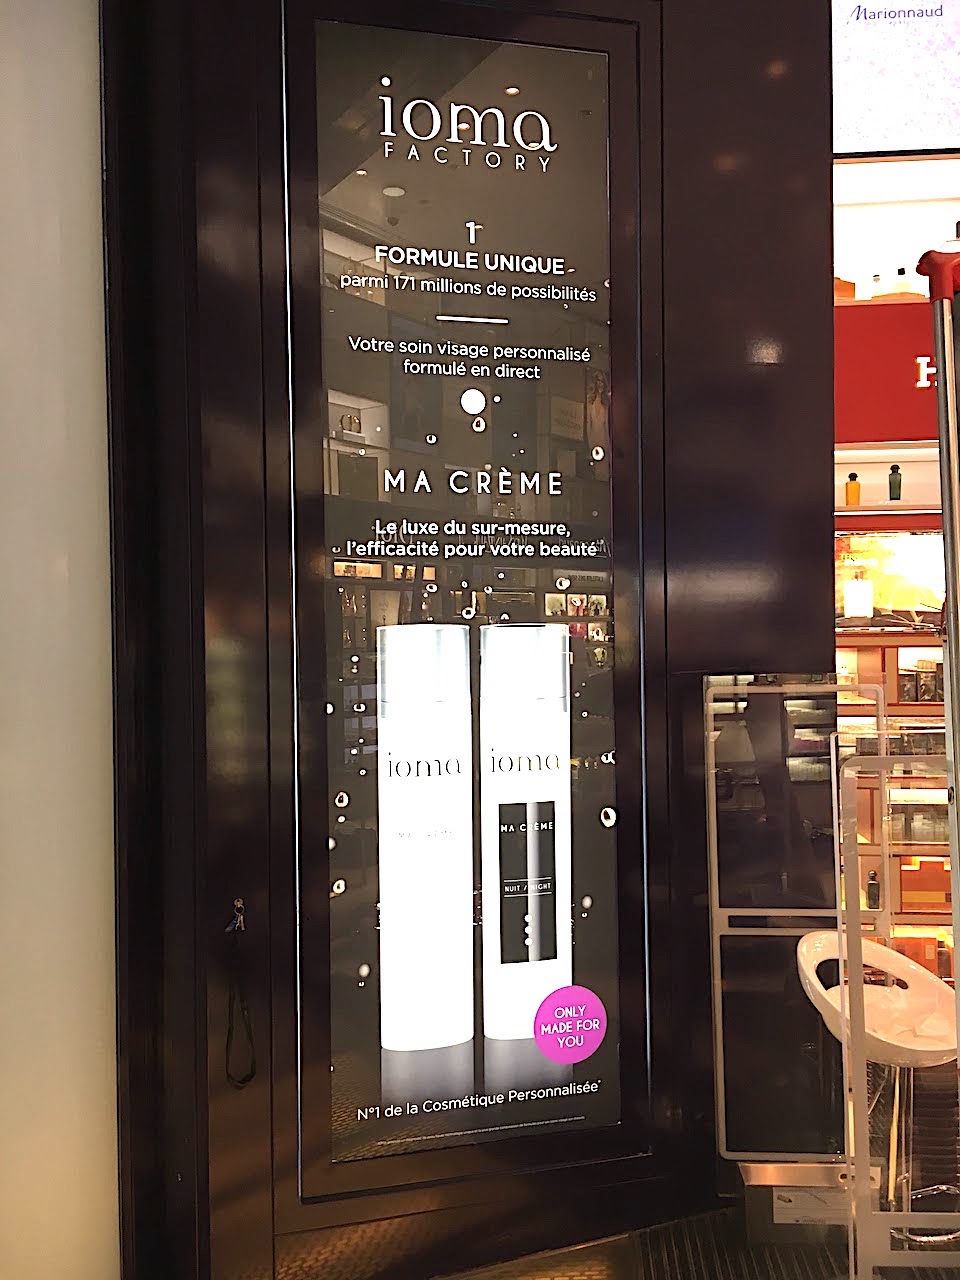 Marionnaud
ioma
FACTORY
1
FORMULE UNIQUE
parmi 171 millions de possibilités
Votre soin visage personnalisé
formulé en direct
H
MA CRÈME
Le luxe du sur-mesure,
l'efficacité pour votre beauté
ioma
MA CRÈME
ioma
MA CRÈME
NUIT / NIGHT
ONLY
MADE FOR
YOU
N°1 de la Cosmétique Personnalisée*